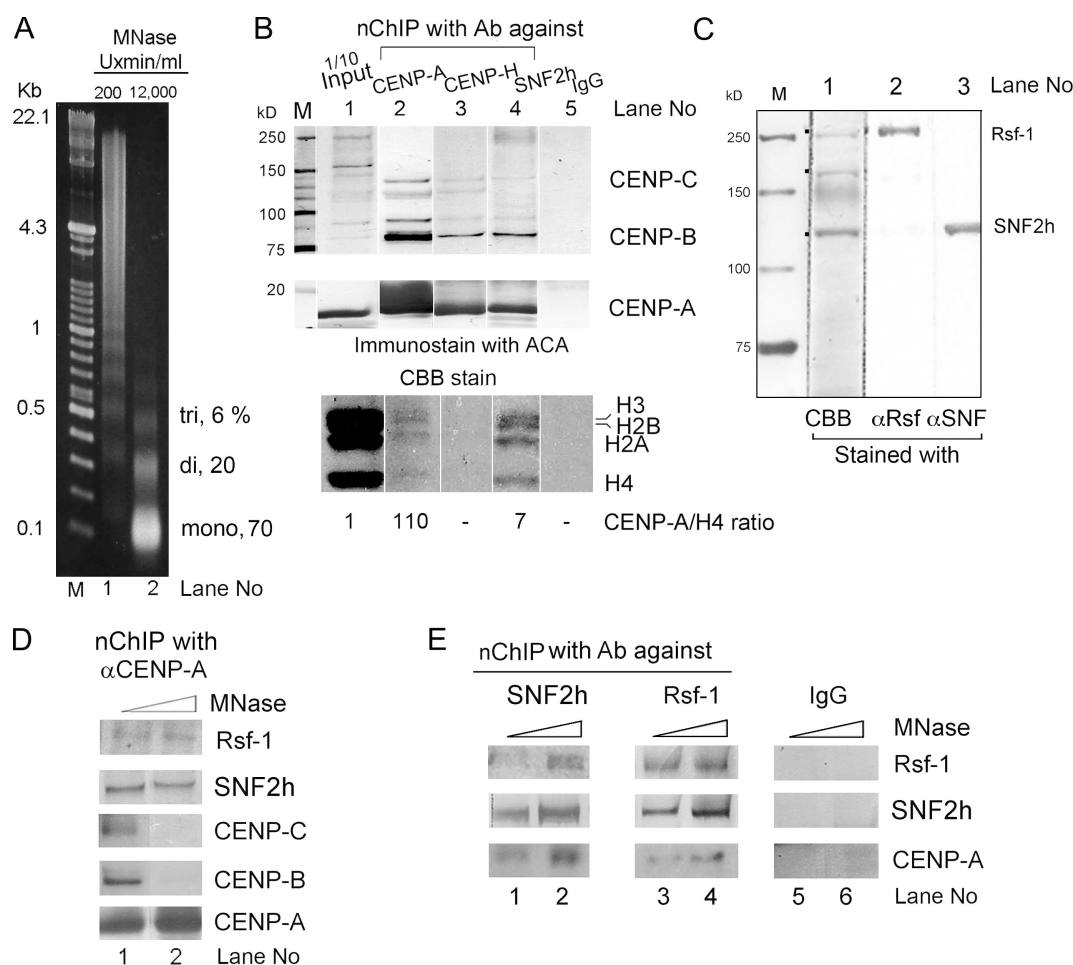 A
MNase
Uxmin/ml
Kb
200 12,000
22.1
4.3
1
0.5
0.1
tri, 6 %
di, 20
mono, 70
M 1 2 Lane No
B
nChIP with Ab against
1/10 Input CENP-A CENP-H SNF2h IgG
kD M 1 2 3 4 5 Lane No
250
150
100
75
CENP-C
CENP-B
20
CENP-A
Immunostain with ACA
CBB stain
H3
H2B
H2A
H4
1 110 - 7 - CENP-A/H4 ratio
C
kD M 1 2 3 Lane No
250
150
100
75
Rsf-1
SNF2h
CBB αRsf αSNF
Stained with
D
nChIP with
αCENP-A
MNase
Rsf-1
SNF2h
CENP-C
CENP-B
CENP-A
1 2 Lane No
E
nChIP with Ab against
SNF2h Rsf-1 IgG
MNase
Rsf-1
SNF2h
CENP-A
1 2 3 4 5 6 Lane No